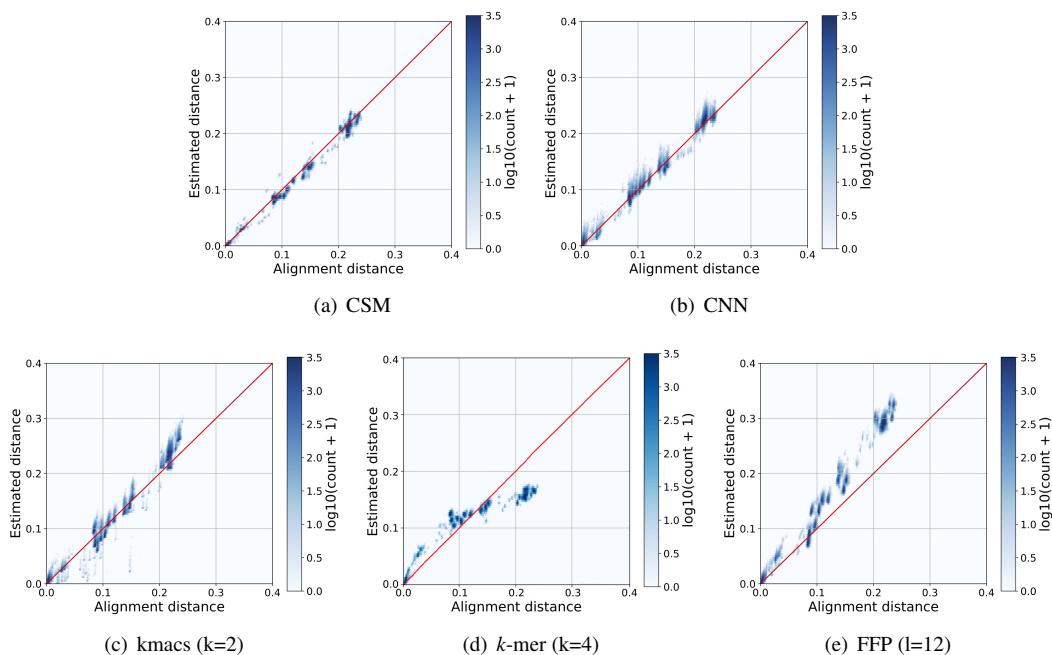 0.4
0.3
0.2
0.1
0.0
0.0 0.1 0.2 0.3 0.4
Estimated distance
Alignment distance
3.5
3.0
2.5
2.0
1.5
1.0
0.5
0.0
log10(count + 1)
(a) CSM
0.4
0.3
0.2
0.1
0.0
0.0 0.1 0.2 0.3 0.4
Estimated distance
Alignment distance
3.5
3.0
2.5
2.0
1.5
1.0
0.5
0.0
log10(count + 1)
(b) CNN
0.4
0.3
0.2
0.1
0.0
0.0 0.1 0.2 0.3 0.4
Estimated distance
Alignment distance
3.5
3.0
2.5
2.0
1.5
1.0
0.5
0.0
log10(count + 1)
(c) kmacs (k=2)
0.4
0.3
0.2
0.1
0.0
0.0 0.1 0.2 0.3 0.4
Estimated distance
Alignment distance
3.5
3.0
2.5
2.0
1.5
1.0
0.5
0.0
log10(count + 1)
(d) k-mer (k=4)
0.4
0.3
0.2
0.1
0.0
0.0 0.1 0.2 0.3 0.4
Estimated distance
Alignment distance
3.5
3.0
2.5
2.0
1.5
1.0
0.5
0.0
log10(count + 1)
(e) FFP (l=12)